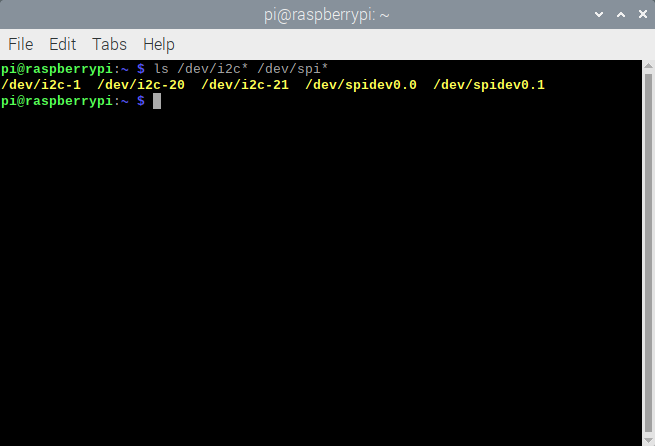 pi@raspberrypi: ~
File Edit Tabs Help
pi@raspberrypi:~ $ ls /dev/i2c* /dev/spi*
/dev/i2c-1  /dev/i2c-20  /dev/i2c-21  /dev/spidev0.0  /dev/spidev0.1
pi@raspberrypi:~ $